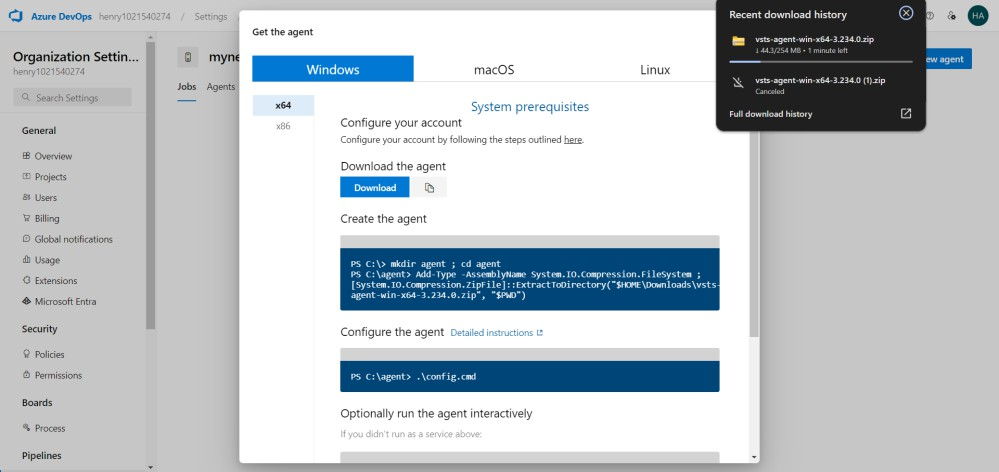 Azure DevOps henry1021540274 / Settings /
HA
Organization Settin...
henry1021540274
Search Settings
General
Overview
Projects
Users
Billing
Global notifications
Usage
Extensions
Microsoft Entra
Security
Policies
Permissions
Boards
Process
Pipelines
Jobs Agents
Get the agent
Windows macOS Linux
x64
x86
System prerequisites
Configure your account
Configure your account by following the steps outlined here.
Download the agent
Download
Create the agent
PS C:\> mkdir agent ; cd agent
PS C:\agent> Add-Type -AssemblyName System.IO.Compression.FileSystem ;
[System.IO.Compression.ZipFile]::ExtractToDirectory("$HOME\Downloads\vsts-
agent-win-x64-3.234.0.zip", "$PWD")
Configure the agent Detailed instructions
PS C:\agent> .\config.cmd
Optionally run the agent interactively
If you didn't run as a service above:
Recent download history
vsts-agent-win-x64-3.234.0.zip
↓ 44.3/254 MB • 1 minute left
vsts-agent-win-x64-3.234.0 (1).zip
Canceled
Full download history
agent